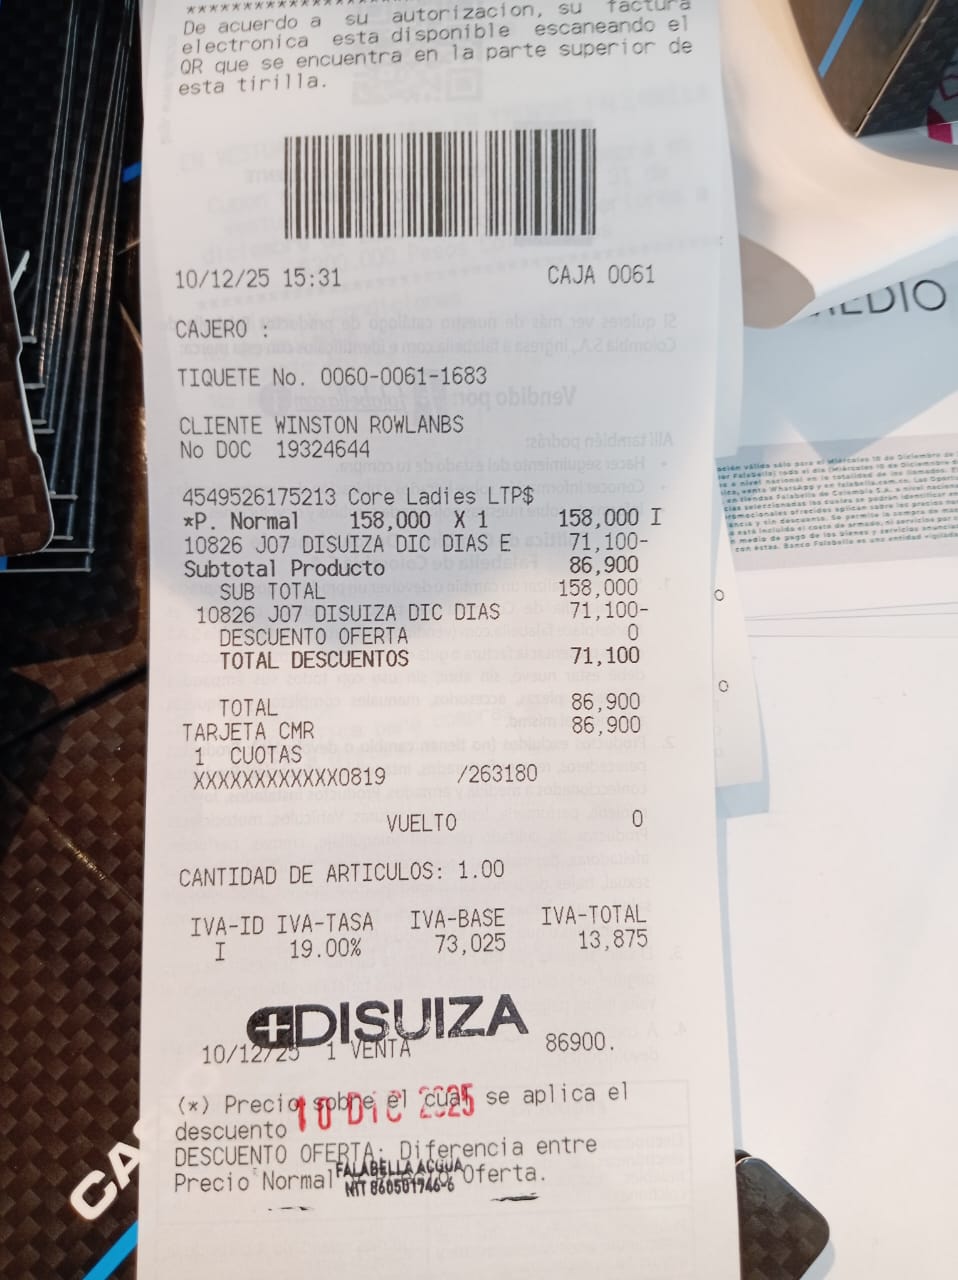 ************************
De acuerdo a su autorizacion, su factura
electronica esta disponible escaneando el
QR que se encuentra en la parte superior de
esta tirilla.
10/12/25 15:31 CAJA 0061
CAJERO :
TIQUETE No. 0060-0061-1683
CLIENTE WINSTON ROWLANBS
No DOC 19324644
4549526175213 Core Ladies LTP$
*P. Normal 158,000 X 1 158,000 I
10826 J07 DISUIZA DIC DIAS E 71,100-
Subtotal Producto 86,900
SUB TOTAL 158,000
10826 J07 DISUIZA DIC DIAS 71,100-
DESCUENTO OFERTA 0
TOTAL DESCUENTOS 71,100
TOTAL 86,900
TARJETA CMR 86,900
1 CUOTAS
XXXXXXXXXXXX0819 /263180
VUELTO 0
CANTIDAD DE ARTICULOS: 1.00
IVA-ID IVA-TASA IVA-BASE IVA-TOTAL
I 19.00% 73,025 13,875
DISUIZA
10/12/25 1 VENTA 86900.
(*) Precio sobre el cual se aplica el
10 DIC 2025
descuento
DESCUENTO OFERTA: Diferencia entre
Precio Normal Oferta.
FALABELLA ACQUA
NIT 860501746-6
CA
EDIO